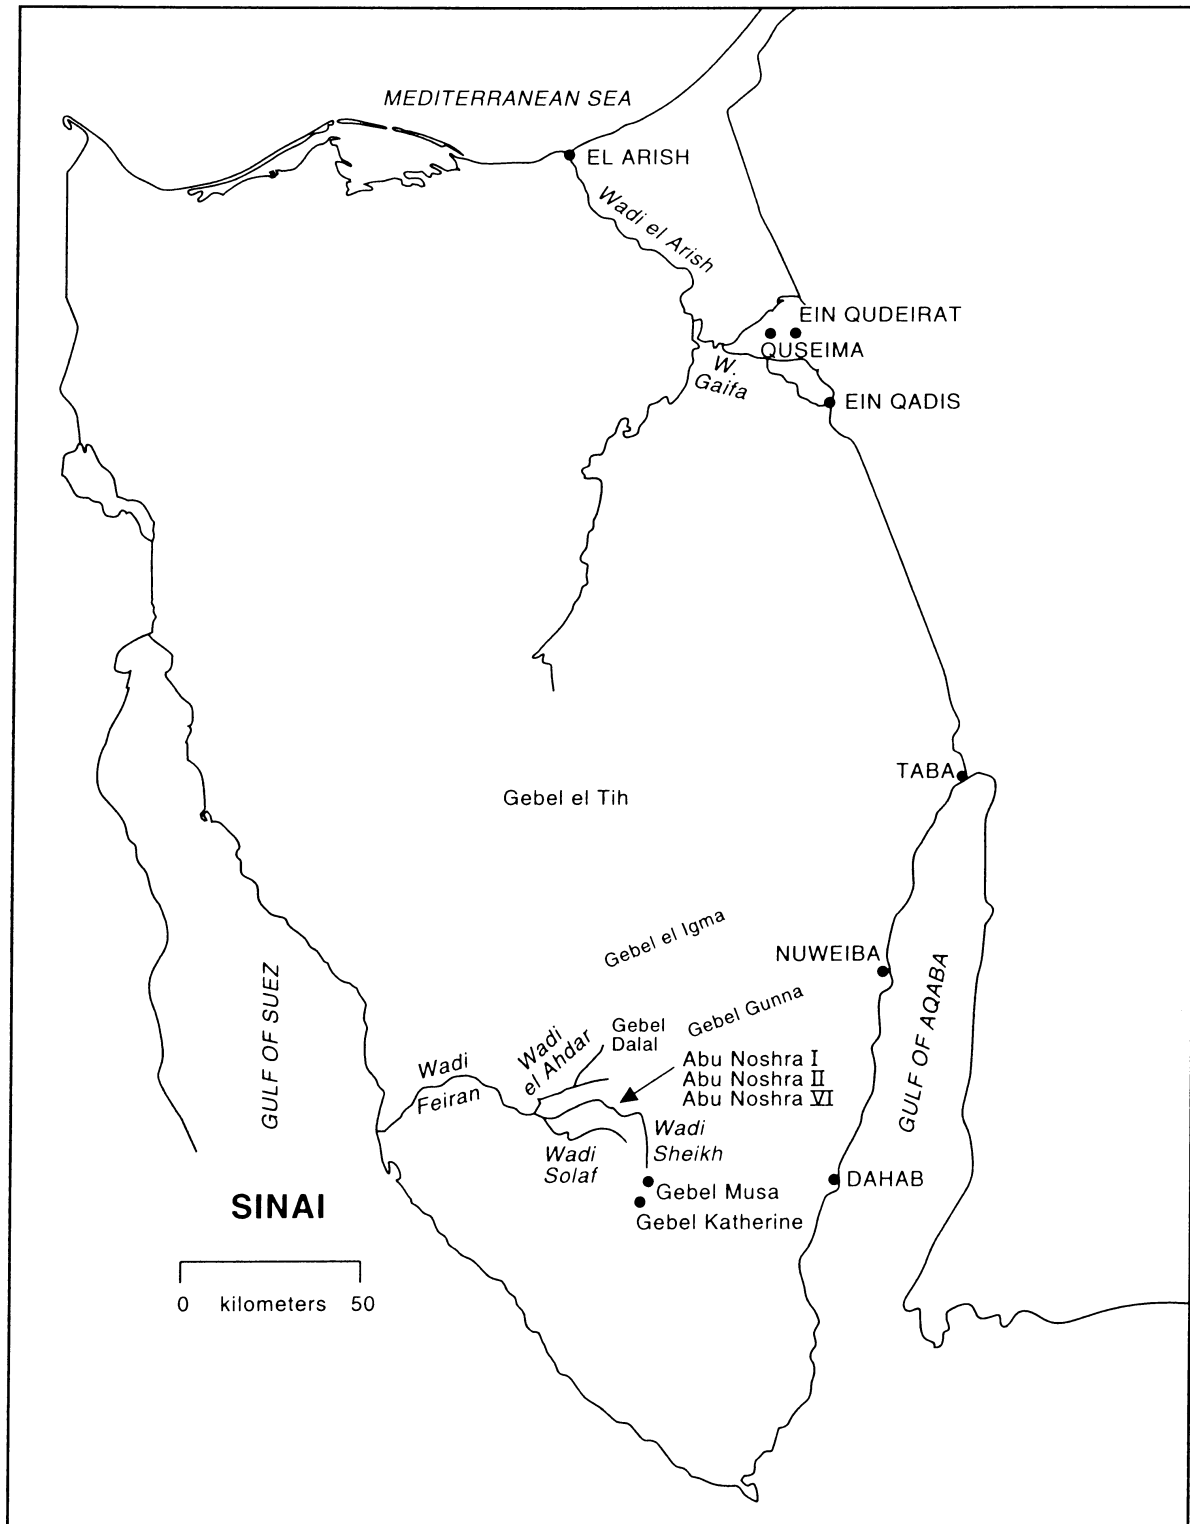 MEDITERRANEAN SEA
EL ARISH
Wadi el Arish
EIN QUDEIRAT
QUSEIMA
W.
Gaifa
EIN QADIS
TABA
Gebel el Tih
Gebel el Igma
NUWEIBA
GULF OF SUEZ
GULF OF AQABA
Gebel Gunna
Gebel
Dalal
Wadi
el Ahdar
Wadi
Feiran
Abu Noshra I
Abu Noshra II
Abu Noshra VI
Wadi
Sheikh
Wadi
Solaf
DAHAB
Gebel Musa
Gebel Katherine
SINAI
0 kilometers 50